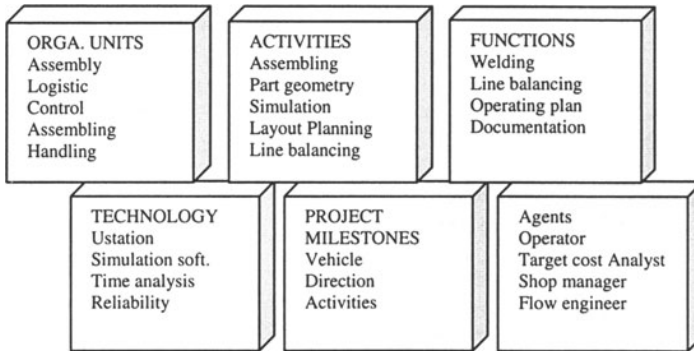 ORGA. UNITS
Assembly
Logistic
Control
Assembling
Handling
ACTIVITIES
Assembling
Part geometry
Simulation
Layout Planning
Line balancing
FUNCTIONS
Welding
Line balancing
Operating plan
Documentation
TECHNOLOGY
Ustation
Simulation soft.
Time analysis
Reliability
PROJECT
MILESTONES
Vehicle
Direction
Activities
Agents
Operator
Target cost Analyst
Shop manager
Flow engineer